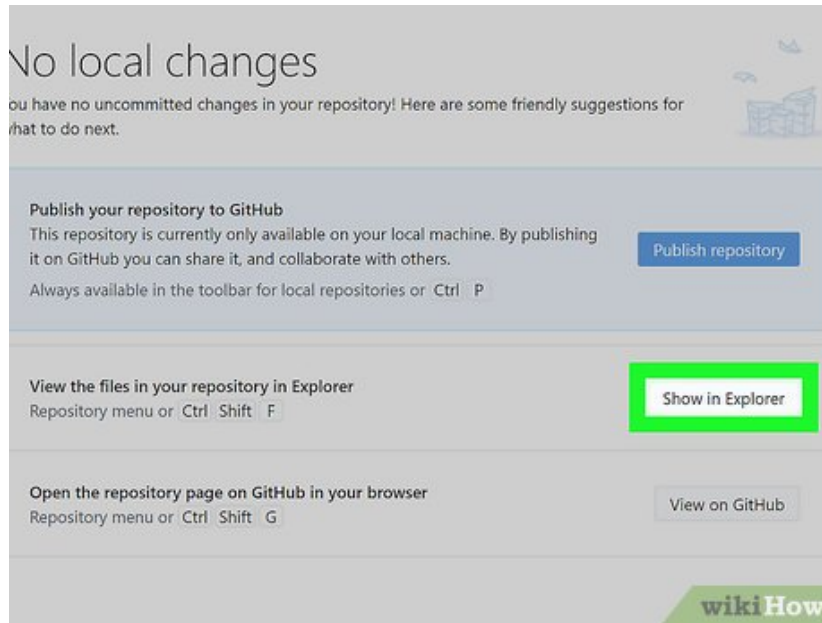 No local changes
ou have no uncommitted changes in your repository! Here are some friendly suggestions for
hat to do next.
Publish your repository to GitHub
This repository is currently only available on your local machine. By publishing
it on GitHub you can share it, and collaborate with others.
Always available in the toolbar for local repositories or Ctrl P
Publish repository
View the files in your repository in Explorer
Repository menu or Ctrl Shift F
Show in Explorer
Open the repository page on GitHub in your browser
Repository menu or Ctrl Shift G
View on GitHub
wikiHow